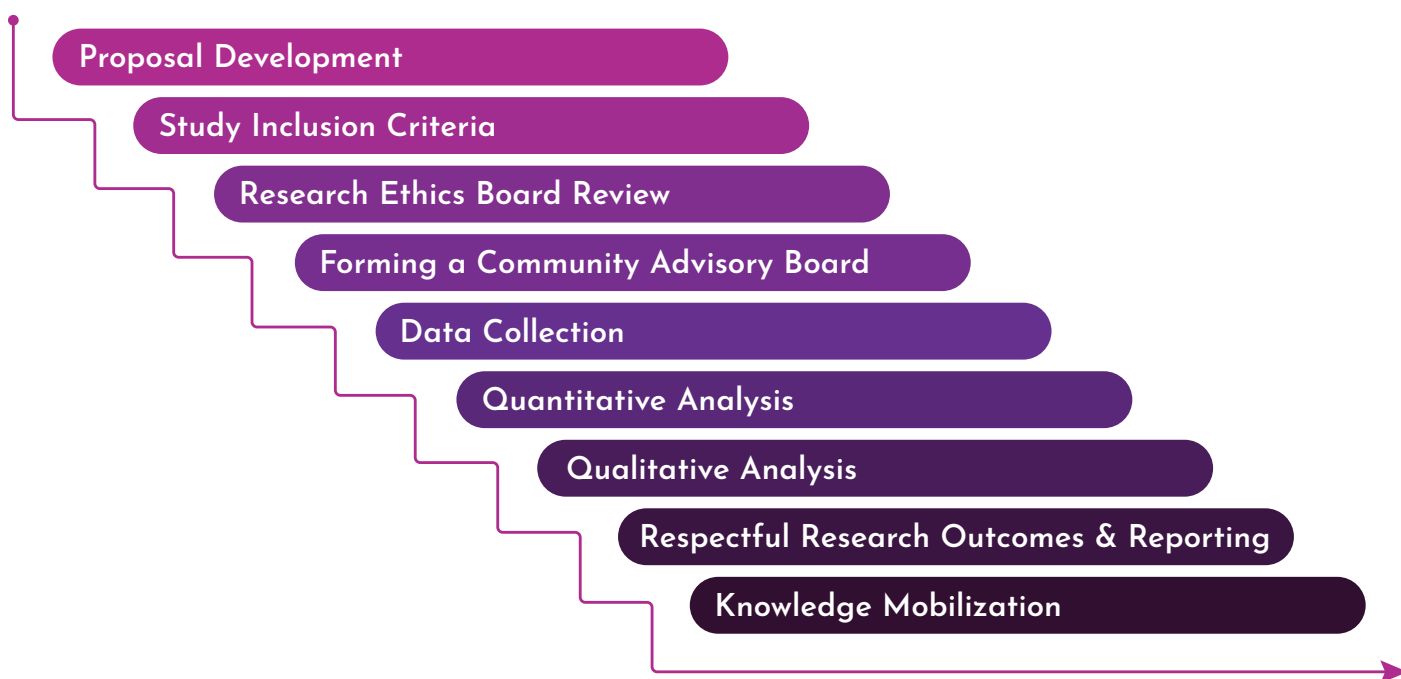 Proposal Development
Study Inclusion Criteria
Research Ethics Board Review
Forming a Community Advisory Board
Data Collection
Quantitative Analysis
Qualitative Analysis
Respectful Research Outcomes & Reporting
Knowledge Mobilization